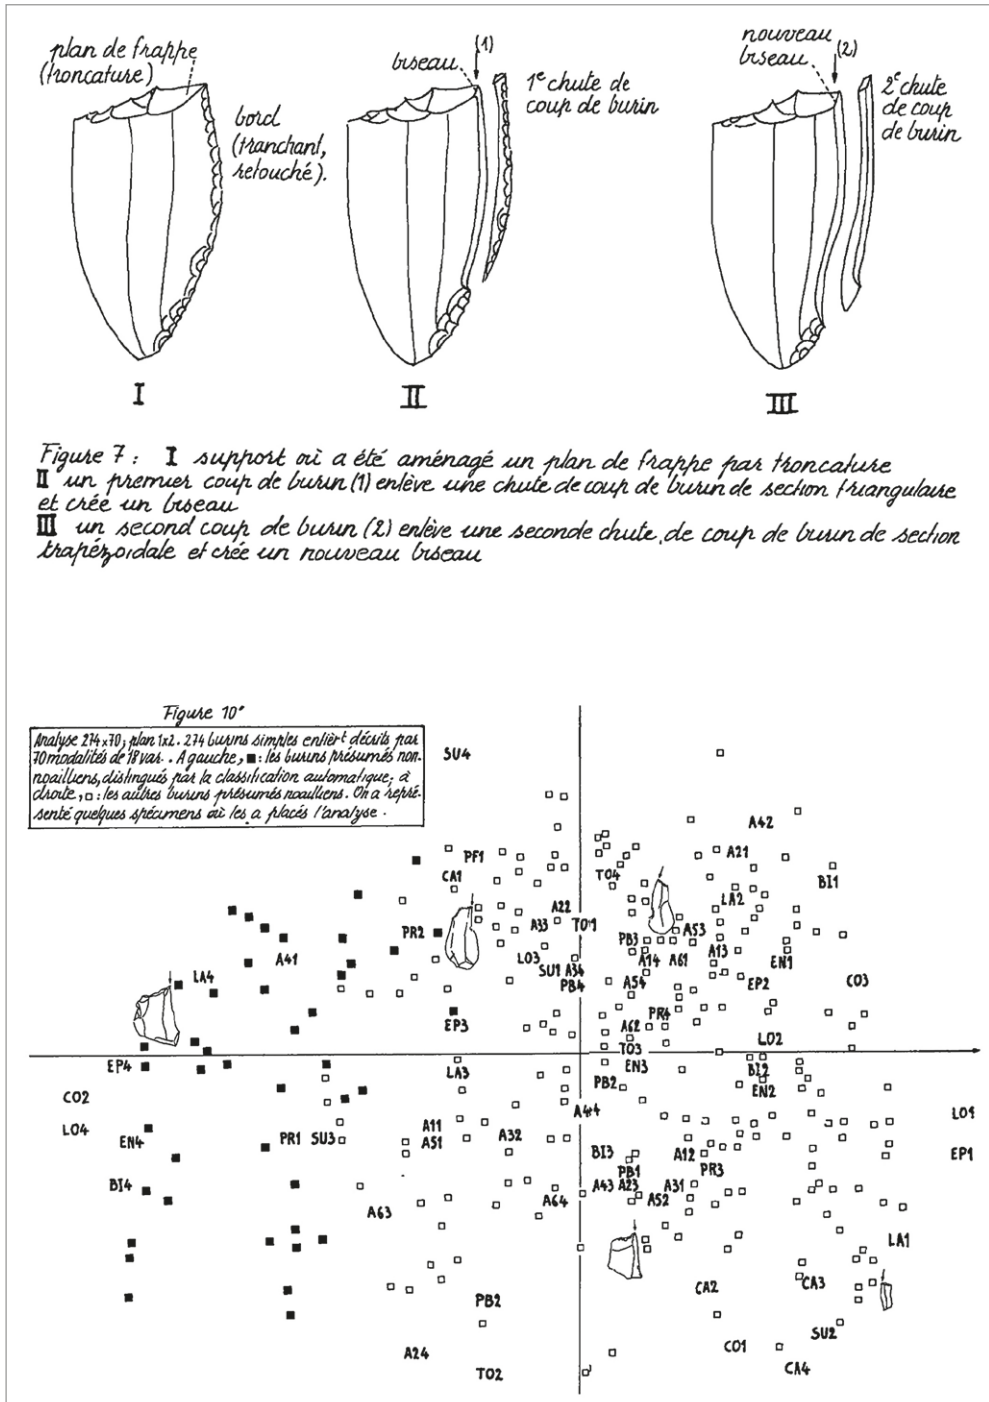 plan de frappe
(troncature)
bord
(tranchant,
retouché).
I
biseau
(1)
1e chute de
coup de burin
II
nouveau
biseau
(2)
2e chute
de coup
de burin
III
Figure 7 : I support où a été aménagé un plan de frappe par troncature
II un premier coup de burin (1) enlève une chute de coup de burin de section triangulaire
et crée un biseau
III un second coup de burin (2) enlève une seconde chute de coup de burin de section
trapézoïdale et crée un nouveau biseau
Figure 10'
Analyse 274x70; plan 1x2. 274 burins simples entièrt décrits par
70 modalités de 18 var. . A gauche, ■: les burins présumés non-
noailliens, distingués par la classification automatique; à
droite, □: les autres burins présumés noailliens. On a repré-
senté quelques spécimens où les a placés l'analyse.
SU4
A42
PF1 A21
CA1 TO4 BI1
LA2
A22
A33 TO1 A53
PR2 PB3 A13
LO3 A14 A61 EN1
A41 SU1 A34
LA4 PB4 A54 EP2 CO3
PR4
EP3 A62
LO2
TO3
EP4 LA3 EN3 BI2
PB2 EN2
CO2
A44 LO1
LO4 A11
EN4 PR1 SU3 A51 A32
BI3 A12 EP1
PB1 PR3
BI4 A43 A23 A31
A64 A52
A63
LA1
CA2 CA3
PB2
SU2
CO1
A24
TO2 CA4